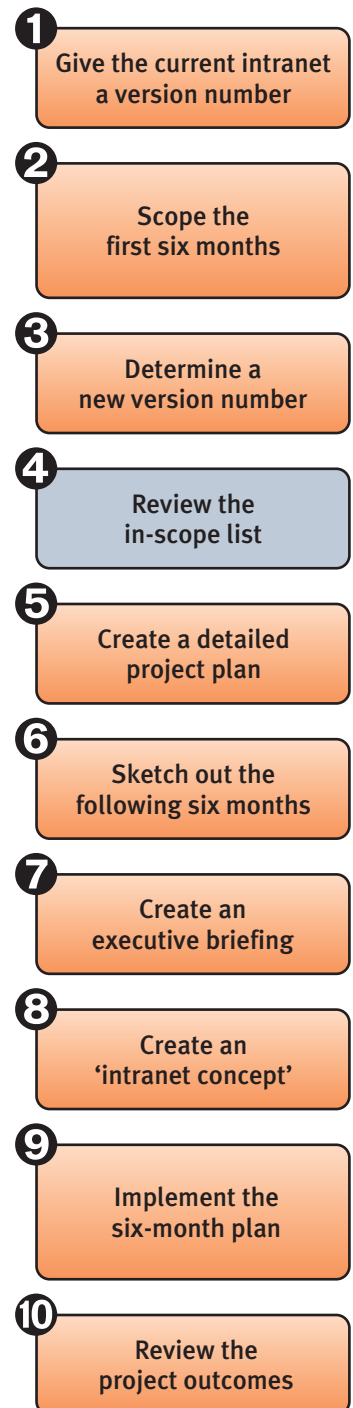 1
Give the current intranet
a version number
2
Scope the
first six months
3
Determine a
new version number
4
Review the
in-scope list
5
Create a detailed
project plan
6
Sketch out the
following six months
7
Create an
executive briefing
8
Create an
‘intranet concept’
9
Implement the
six-month plan
10
Review the
project outcomes